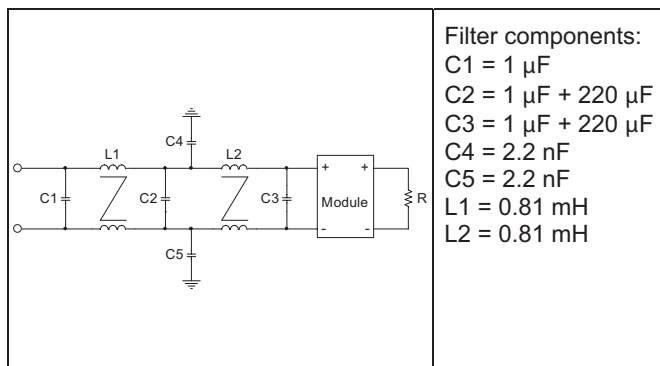 C4
L1
L2
C1
C2
C3
+
+
Module
-
-
R
C5
Filter components:
C1 = 1 µF
C2 = 1 µF + 220 µF
C3 = 1 µF + 220 µF
C4 = 2.2 nF
C5 = 2.2 nF
L1 = 0.81 mH
L2 = 0.81 mH